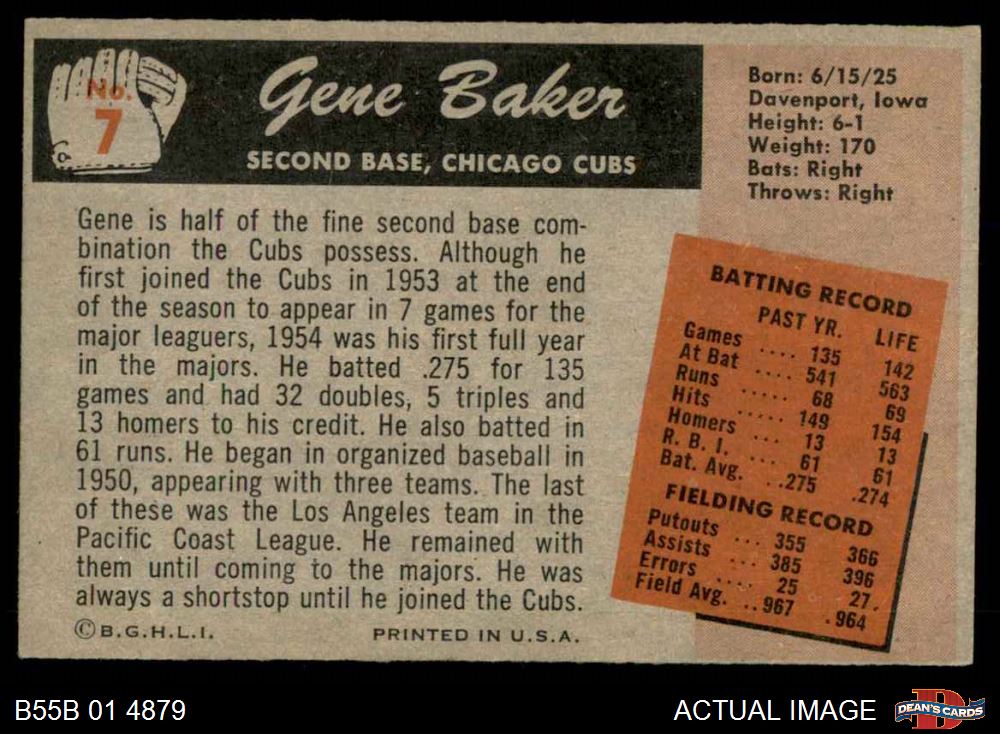 No.
7
Gene Baker
SECOND BASE, CHICAGO CUBS
Born: 6/15/25
Davenport, Iowa
Height: 6-1
Weight: 170
Bats: Right
Throws: Right
Gene is half of the fine second base com-
bination the Cubs possess. Although he
first joined the Cubs in 1953 at the end
of the season to appear in 7 games for the
major leaguers, 1954 was his first full year
in the majors. He batted .275 for 135
games and had 32 doubles, 5 triples and
13 homers to his credit. He also batted in
61 runs. He began in organized baseball in
1950, appearing with three teams. The last
of these was the Los Angeles team in the
Pacific Coast League. He remained with
them until coming to the majors. He was
always a shortstop until he joined the Cubs.
©B.G.H.L.I. PRINTED IN U.S.A.
BATTING RECORD
PAST YR. LIFE
Games .... 135 142
At Bat .... 541 563
Runs ..... 68 69
Hits ..... 149 154
Homers ... 13 13
R. B. I. ... 61 61
Bat. Avg. ...275 .274
FIELDING RECORD
Putouts ... 355 366
Assists ... 385 396
Errors .... 25 27.
Field Avg. ...967 .964
B55B 01 4879
ACTUAL IMAGE
DEAN'S CARDS